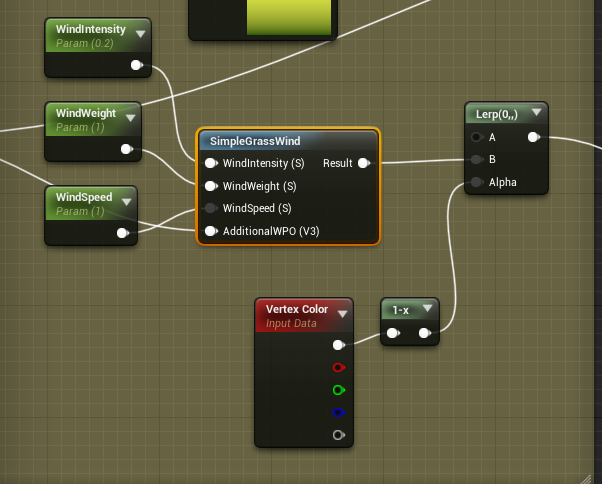 WindIntensity
Param (0.2)
WindWeight
Param (1)
WindSpeed
Param (1)
SimpleGrassWind
WindIntensity (S) Result
WindWeight (S)
WindSpeed (S)
AdditionalWPO (V3)
Lerp(0,,)
A
B
Alpha
Vertex Color
Input Data
1-x